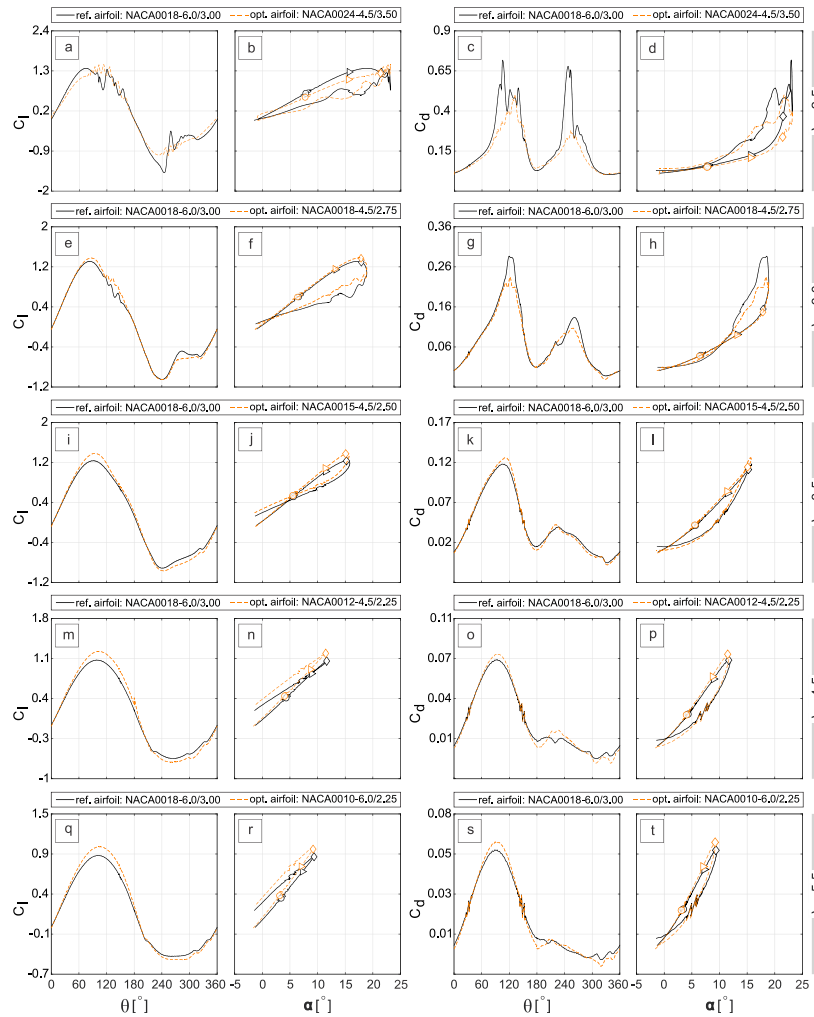 ref. airfoil: NACA0018-6.0/3.00 opt. airfoil: NACA0024-4.5/3.50 ref. airfoil: NACA0018-6.0/3.00 opt. airfoil: NACA0024-4.5/3.50
2.4 a b 0.9 c d
1.3 0.65
0.2 0.4
-0.9 0.15
-2
C_l C_d
ref. airfoil: NACA0018-6.0/3.00 opt. airfoil: NACA0018-4.5/2.75 ref. airfoil: NACA0018-6.0/3.00 opt. airfoil: NACA0018-4.5/2.75
2 e f 0.36 g h
1.2 0.26
0.4 0.16
-0.4 0.06
-1.2
C_l C_d
ref. airfoil: NACA0018-6.0/3.00 opt. airfoil: NACA0015-4.5/2.50 ref. airfoil: NACA0018-6.0/3.00 opt. airfoil: NACA0015-4.5/2.50
2 i j 0.17 k l
1.2 0.12
0.4 0.07
-0.4 0.02
-1.2
C_l C_d
ref. airfoil: NACA0018-6.0/3.00 opt. airfoil: NACA0012-4.5/2.25 ref. airfoil: NACA0018-6.0/3.00 opt. airfoil: NACA0012-4.5/2.25
1.8 m n 0.11 o p
1.1 0.07
0.4 0.04
-0.3 0.01
-1
C_l C_d
ref. airfoil: NACA0018-6.0/3.00 opt. airfoil: NACA0010-6.0/2.25 ref. airfoil: NACA0018-6.0/3.00 opt. airfoil: NACA0010-6.0/2.25
1.5 q r 0.08 s t
0.9 0.05
0.4 0.03
-0.1 0.01
-0.7
C_l C_d
0 60 120 180 240 300 360 -5 0 5 10 15 20 25 0 60 120 180 240 300 360 -5 0 5 10 15 20 25
θ[°] α[°] θ[°] α[°]